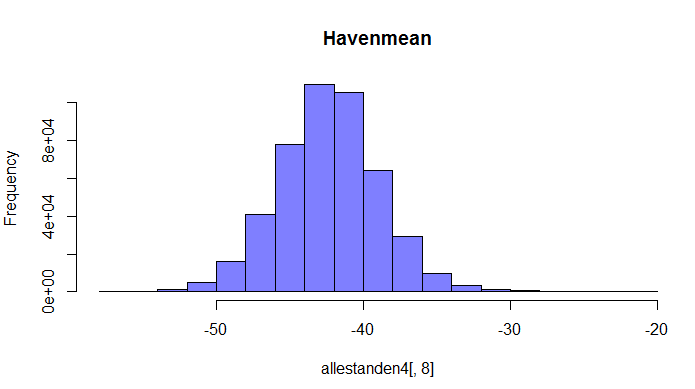 Havenmean
Frequency
8e+04
4e+04
0e+00
-50 -40 -30 -20
allestanden4[, 8]